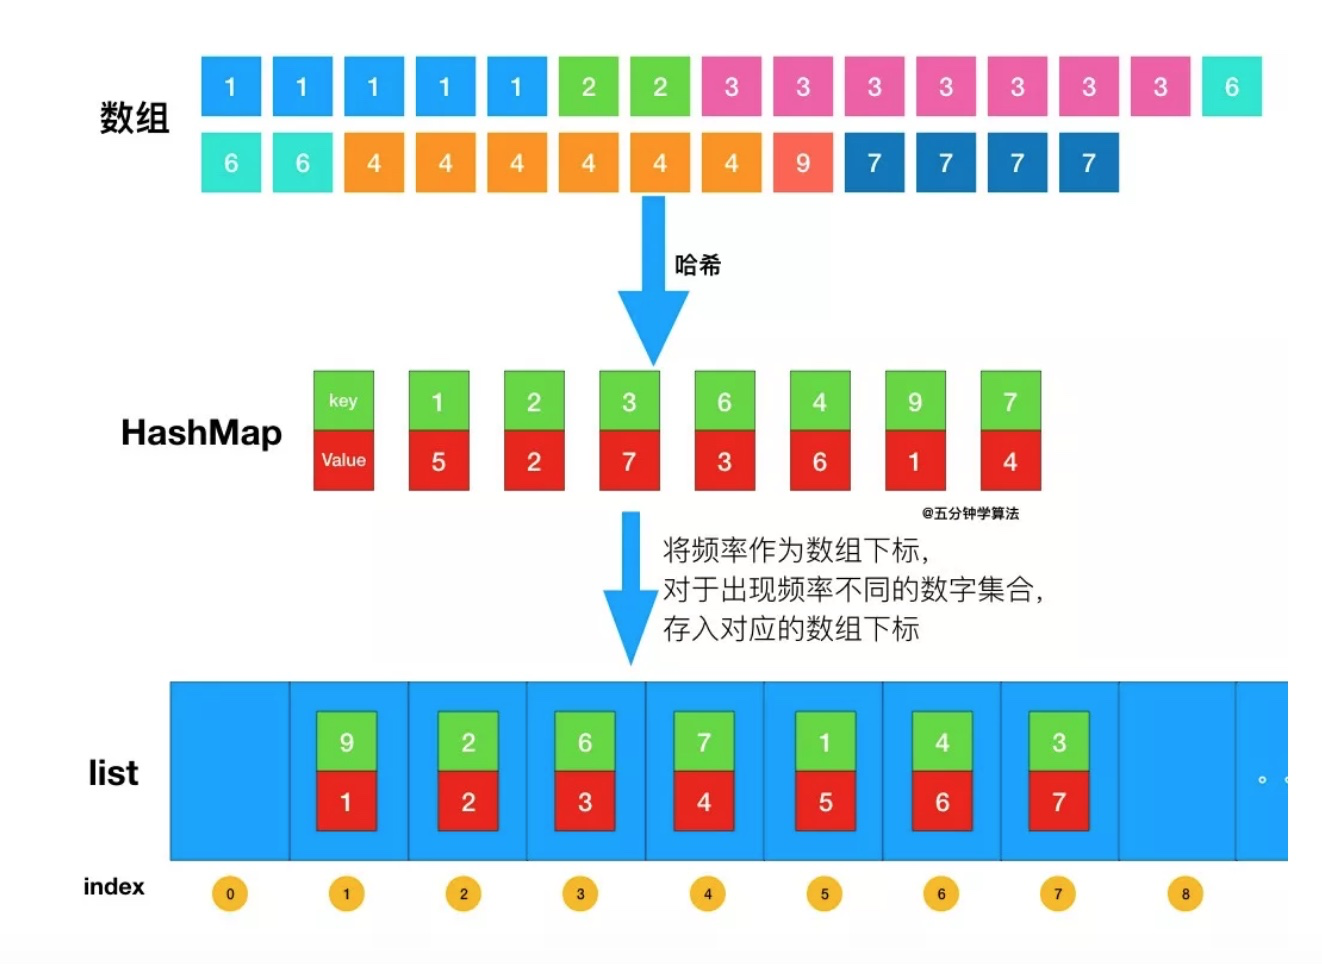 数组
1 1 1 1 1 2 2 3 3 3 3 3 3 3 6
6 6 4 4 4 4 4 4 9 7 7 7 7
哈希
HashMap
key 1 2 3 6 4 9 7
Value 5 2 7 3 6 1 4
@五分钟学算法
将频率作为数组下标，
对于出现频率不同的数字集合，
存入对应的数组下标
list
9 2 6 7 1 4 3
1 2 3 4 5 6 7
index 0 1 2 3 4 5 6 7 8